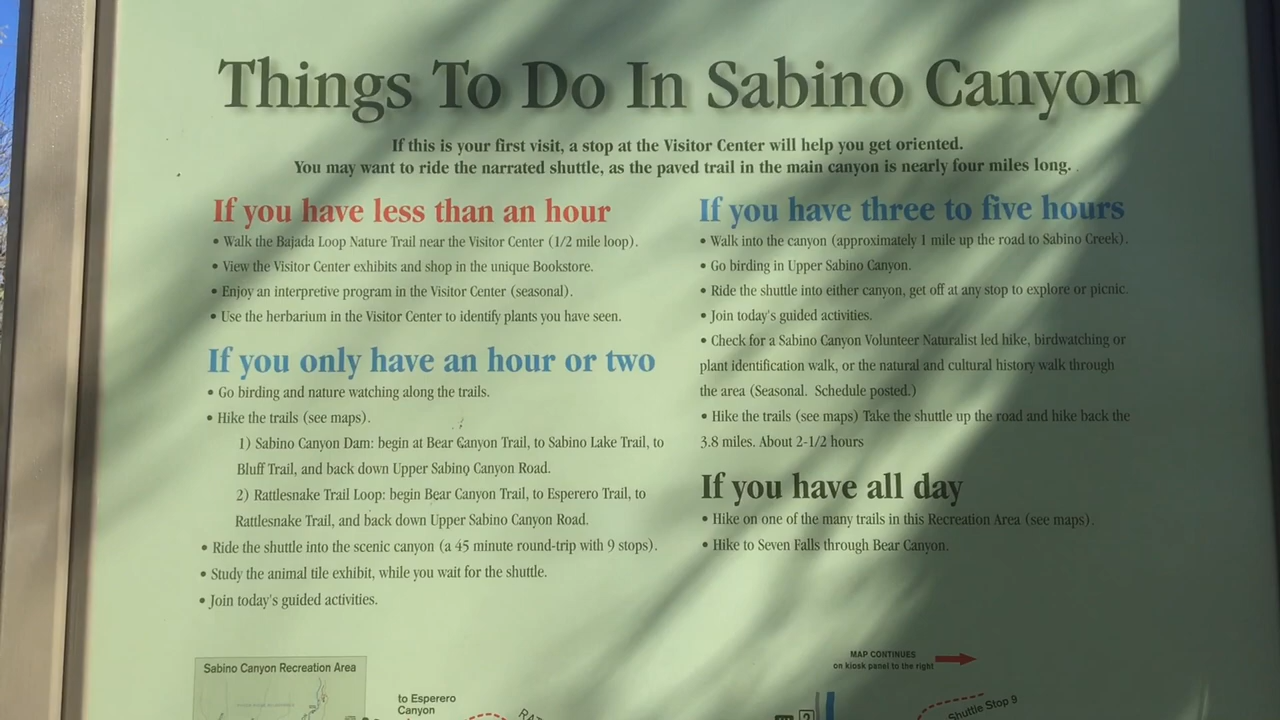 Things To Do In Sabino Canyon
If this is your first visit, a stop at the Visitor Center will help you get oriented.
You may want to ride the narrated shuttle, as the paved trail in the main canyon is nearly four miles long.
If you have less than an hour
• Walk the Bajada Loop Nature Trail near the Visitor Center (1/2 mile loop).
• View the Visitor Center exhibits and shop in the unique Bookstore.
• Enjoy an interpretive program in the Visitor Center (seasonal).
• Use the herbarium in the Visitor Center to identify plants you have seen.
If you only have an hour or two
• Go birding and nature watching along the trails.
• Hike the trails (see maps).
1) Sabino Canyon Dam: begin at Bear Canyon Trail, to Sabino Lake Trail, to
Bluff Trail, and back down Upper Sabino Canyon Road.
2) Rattlesnake Trail Loop: begin Bear Canyon Trail, to Esperero Trail, to
Rattlesnake Trail, and back down Upper Sabino Canyon Road.
• Ride the shuttle into the scenic canyon (a 45 minute round-trip with 9 stops).
• Study the animal tile exhibit, while you wait for the shuttle.
• Join today's guided activities.
If you have three to five hours
• Walk into the canyon (approximately 1 mile up the road to Sabino Creek).
• Go birding in Upper Sabino Canyon.
• Ride the shuttle into either canyon, get off at any stop to explore or picnic.
• Join today's guided activities.
• Check for a Sabino Canyon Volunteer Naturalist led hike, birdwatching or
plant identification walk, or the natural and cultural history walk through
the area (Seasonal. Schedule posted.)
• Hike the trails (see maps) Take the shuttle up the road and hike back the
3.8 miles. About 2-1/2 hours
If you have all day
• Hike on one of the many trails in this Recreation Area (see maps).
• Hike to Seven Falls through Bear Canyon.
Sabino Canyon Recreation Area
to Esperero
Canyon
MAP CONTINUES
on kiosk panel to the right
Shuttle Stop 9